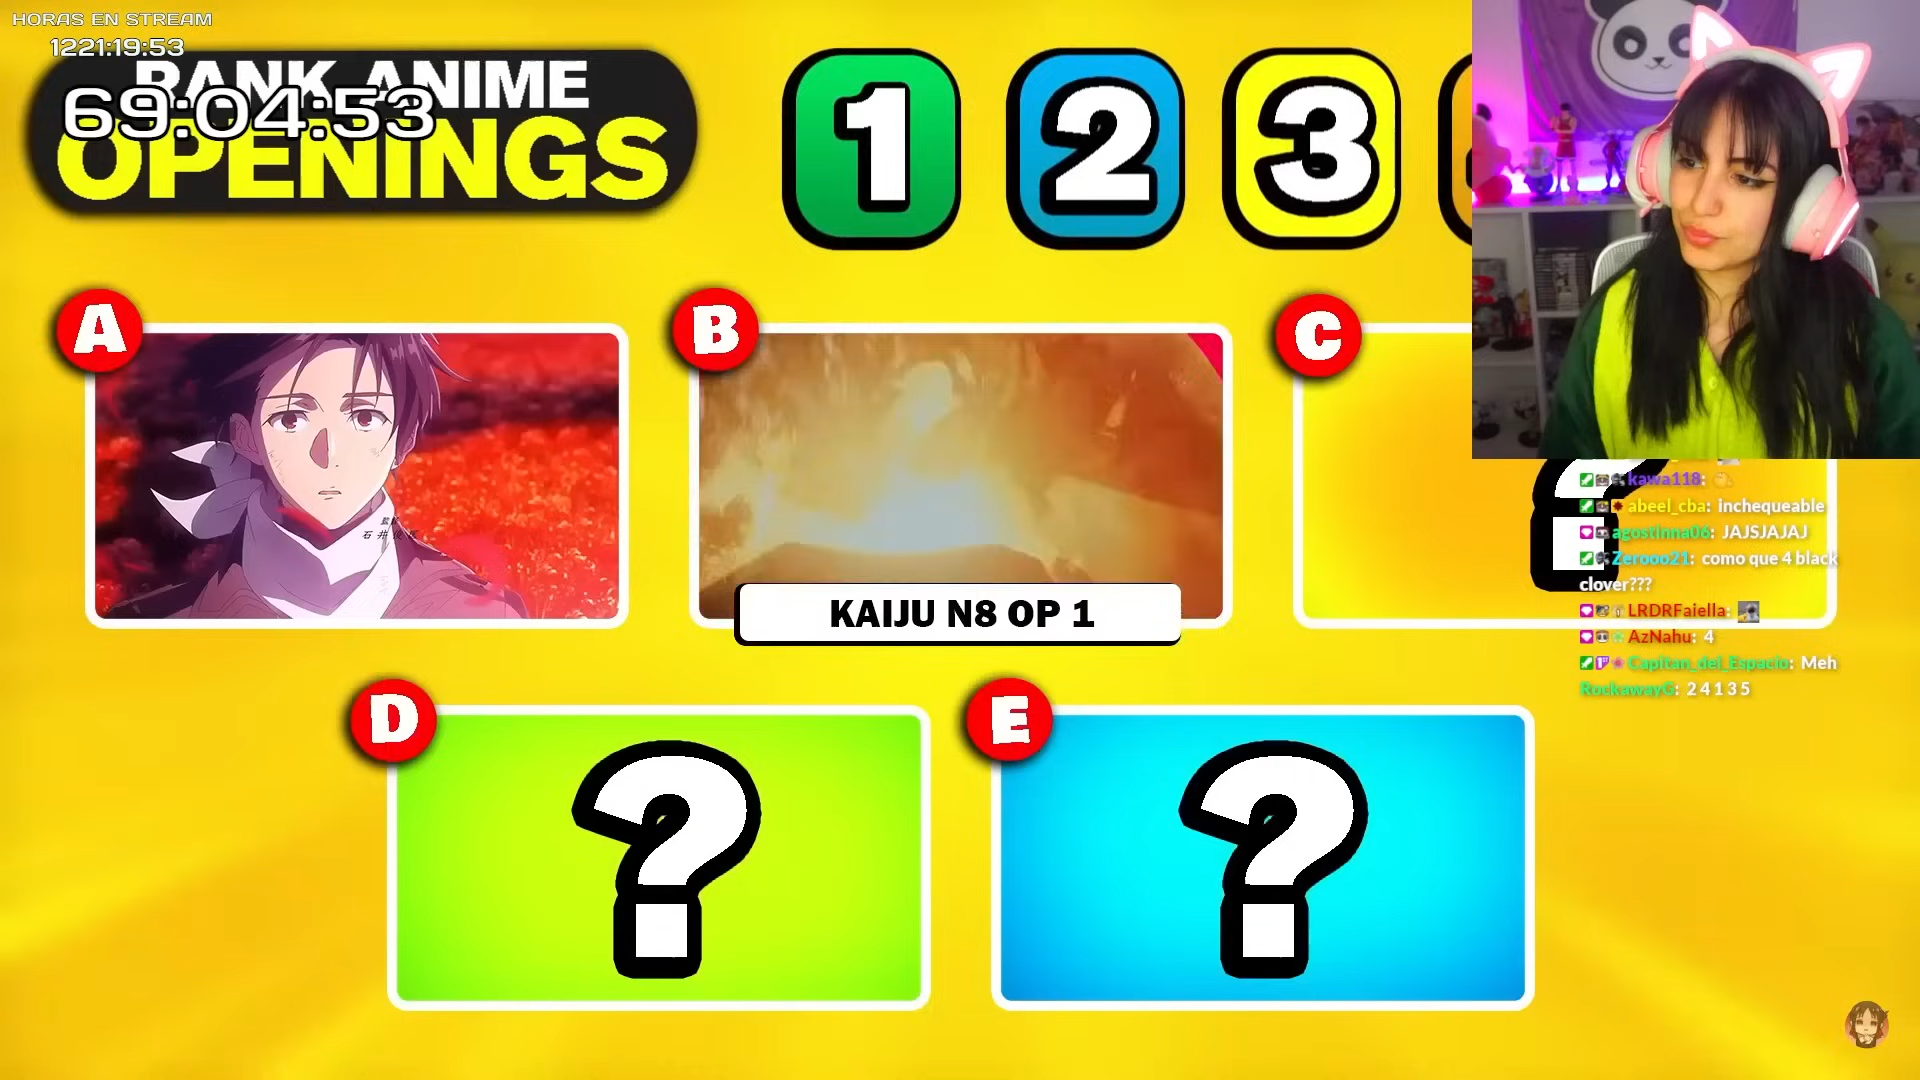 HORAS EN STREAM
1221:19:53
RANK ANIME
69:04:53
OPENINGS
1
2
3
A
B
C
KAIJU N8 OP 1
D
?
E
?
?
kawa118:
abeel_cba: inchequeable
agostinna06: JAJSJAJAJ
Zerooo21: como que 4 black
clover???
LRDRFaiella:
AzNahu: 4
Capitan_del_Espacio: Meh
RockawayG: 2 4 1 3 5